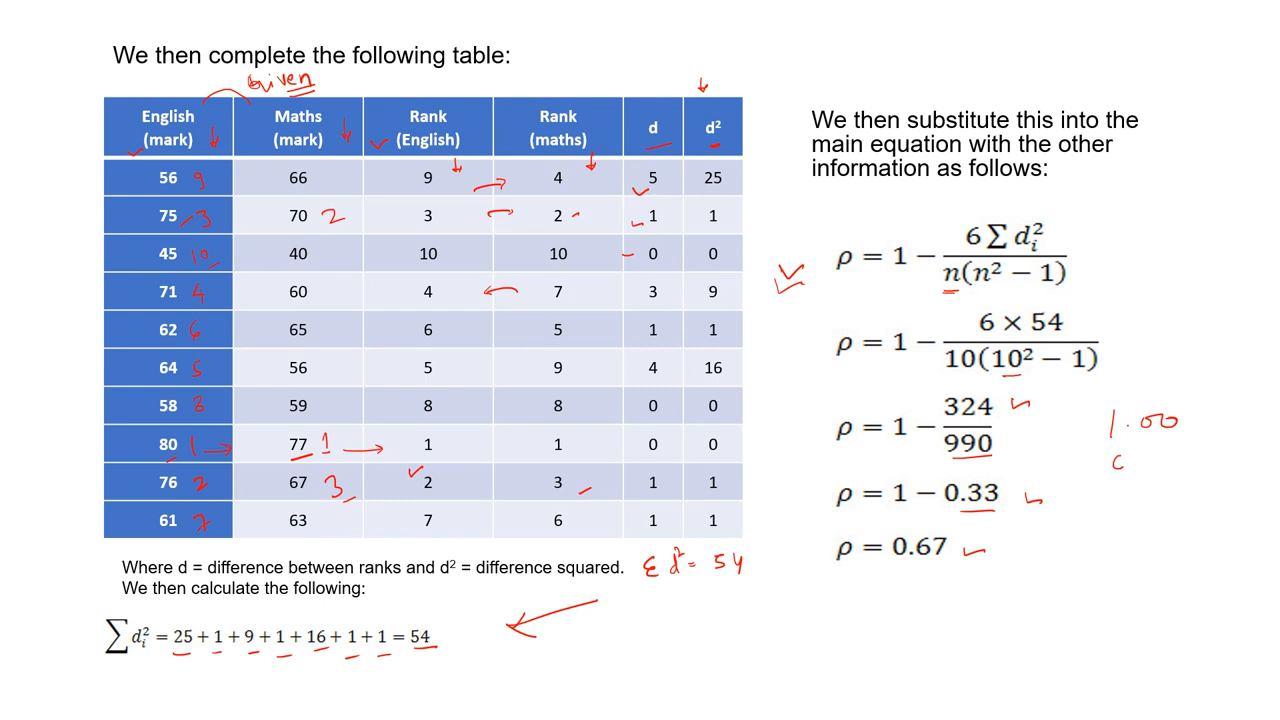 We then complete the following table:
Given
English (mark) Maths (mark) Rank (English) Rank (maths) d d²
56 9 66 9 4 5 25
75 3 70 2 3 2 1 1
45 10 40 10 10 0 0
71 4 60 4 7 3 9
62 6 65 6 5 1 1
64 5 56 5 9 4 16
58 8 59 8 8 0 0
80 1 77 1 1 1 0 0
76 2 67 3 2 3 1 1
61 7 63 7 6 1 1
Where d = difference between ranks and d² = difference squared.
Σd² = 54
We then calculate the following:
∑ dᵢ² = 25 + 1 + 9 + 1 + 16 + 1 + 1 = 54
We then substitute this into the
main equation with the other
information as follows:
ρ = 1 − 6 ∑ dᵢ² / n(n² − 1)
ρ = 1 − 6 × 54 / 10(10² − 1)
ρ = 1 − 324 / 990
1.00
ρ = 1 − 0.33
ρ = 0.67